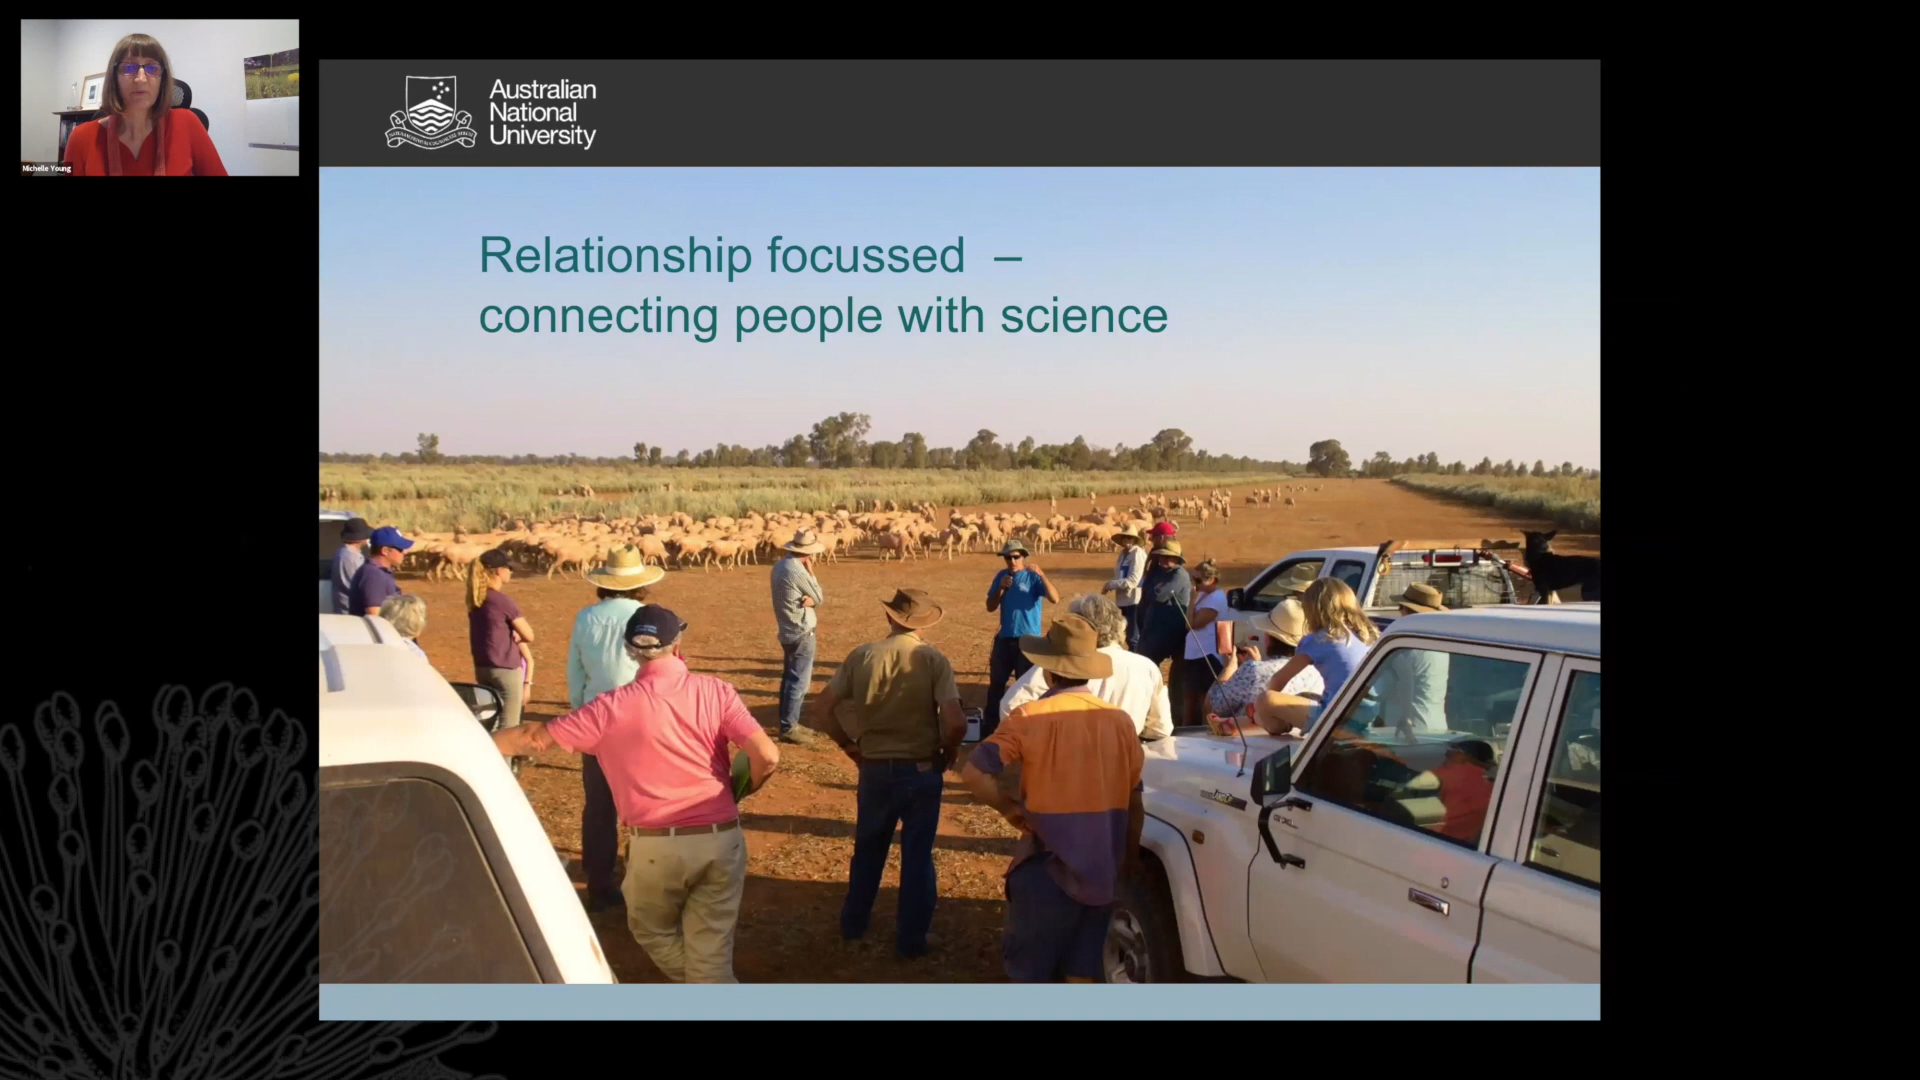 Michelle Young
Australian
National
University
Relationship focussed –
connecting people with science